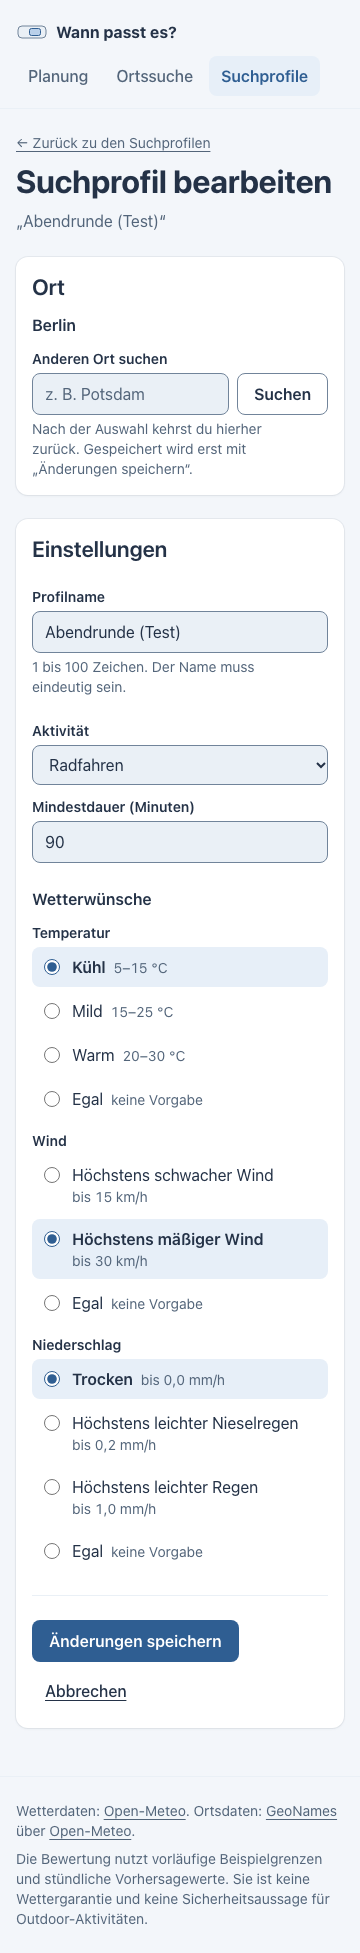 Wann passt es?
Planung Ortssuche Suchprofile
← Zurück zu den Suchprofilen
Suchprofil bearbeiten
„Abendrunde (Test)“
Ort
Berlin
Anderen Ort suchen
z. B. Potsdam Suchen
Nach der Auswahl kehrst du hierher
zurück. Gespeichert wird erst mit
„Änderungen speichern“.
Einstellungen
Profilname
Abendrunde (Test)
1 bis 100 Zeichen. Der Name muss
eindeutig sein.
Aktivität
Radfahren
Mindestdauer (Minuten)
90
Wetterwünsche
Temperatur
Kühl 5–15 °C
Mild 15–25 °C
Warm 20–30 °C
Egal keine Vorgabe
Wind
Höchstens schwacher Wind
bis 15 km/h
Höchstens mäßiger Wind
bis 30 km/h
Egal keine Vorgabe
Niederschlag
Trocken bis 0,0 mm/h
Höchstens leichter Nieselregen
bis 0,2 mm/h
Höchstens leichter Regen
bis 1,0 mm/h
Egal keine Vorgabe
Änderungen speichern
Abbrechen
Wetterdaten: Open-Meteo. Ortsdaten: GeoNames
über Open-Meteo.
Die Bewertung nutzt vorläufige Beispielgrenzen
und stündliche Vorhersagewerte. Sie ist keine
Wettergarantie und keine Sicherheitsaussage für
Outdoor-Aktivitäten.